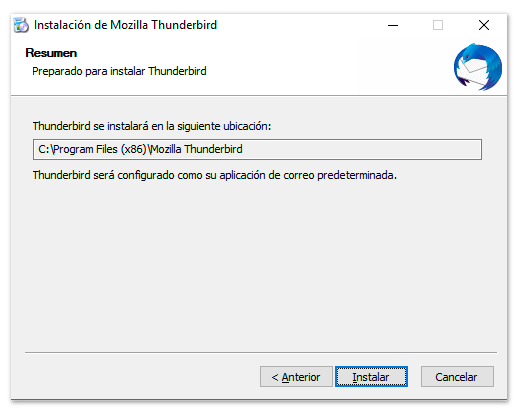 Instalación de Mozilla Thunderbird
Resumen
Preparado para instalar Thunderbird
Thunderbird se instalará en la siguiente ubicación:
C:\Program Files (x86)\Mozilla Thunderbird
Thunderbird será configurado como su aplicación de correo predeterminada.
< Anterior Instalar Cancelar